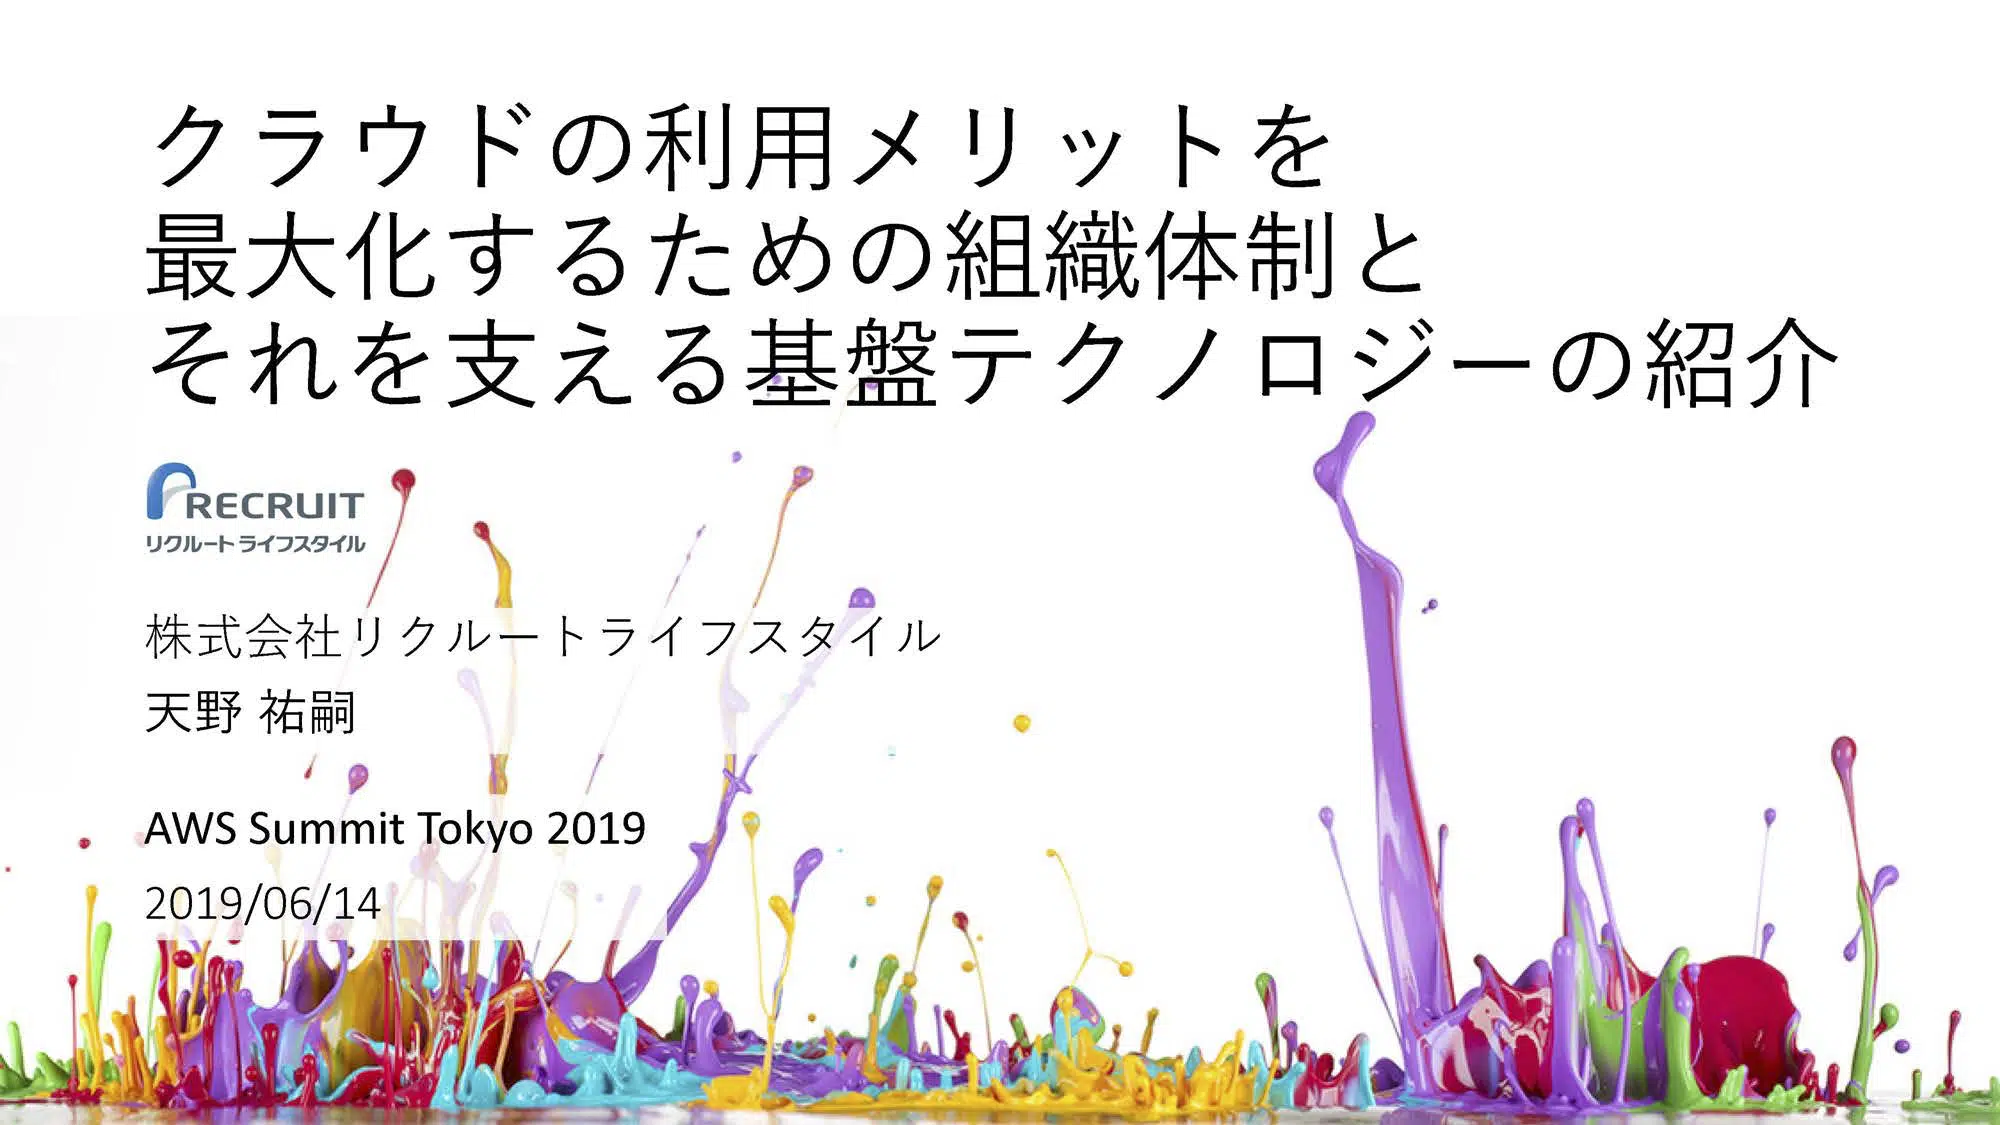 クラウドの利用メリットを
最大化するための組織体制と
それを支える基盤テクノロジーの紹介
RECRUIT
リクルート ライフスタイル
株式会社リクルートライフスタイル
天野 祐嗣
AWS Summit Tokyo 2019
2019/06/14